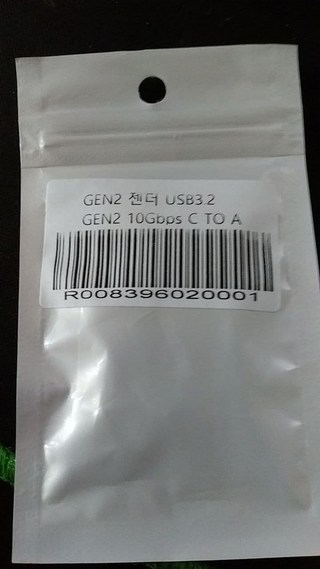 GEN2 젠더 USB3.2
GEN2 10Gbps C TO A
R008396020001